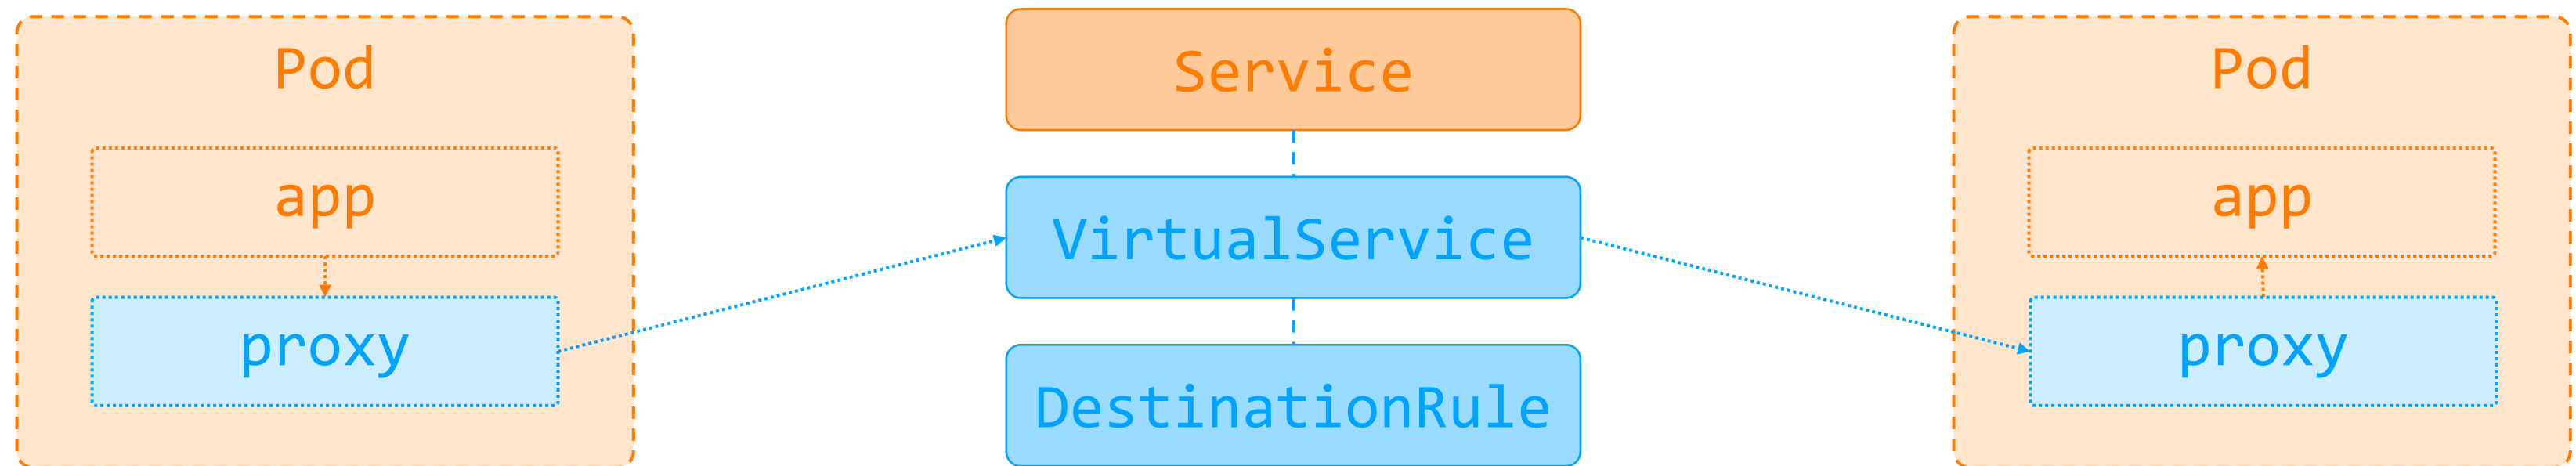 Pod
app
proxy
Service
VirtualService
DestinationRule
Pod
app
proxy